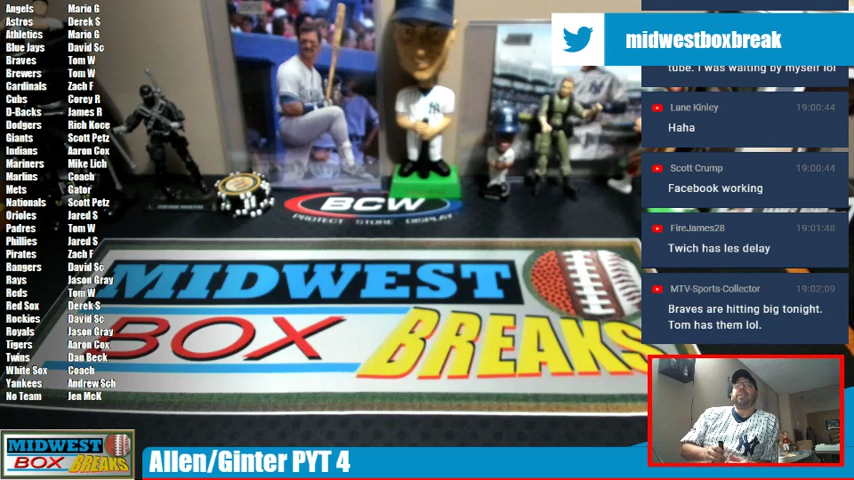 Angels Mario G
Astros Derek S
Athletics Mario G
Blue Jays David Sc
Braves Tom W
Brewers Tom W
Cardinals Zach F
Cubs Corey R
D-Backs James R
Dodgers Rich Koce
Giants Scott Petz
Indians Aaron Cox
Mariners Mike Lich
Marlins Coach
Mets Gator
Nationals Scott Petz
Orioles Jared S
Padres Tom W
Phillies Jared S
Pirates Zach F
Rangers David Sc
Rays Jason Gray
Reds Tom W
Red Sox Derek S
Rockies David Sc
Royals Jason Gray
Tigers Aaron Cox
Twins Dan Beck
White Sox Coach
Yankees Andrew Sch
No Team Jen McK
BCW
PROTECT STORE DISPLAY
MIDWEST
BOX BREAKS
midwestboxbreak
tube. I was waiting by myself lol
Lane Kinley 19:00:44
Haha
Scott Crump 19:00:44
Facebook working
FireJames28 19:01:48
Twich has les delay
MTV-Sports-Collector 19:02:09
Braves are hitting big tonight.
Tom has them lol.
MIDWEST
BOX BREAKS
Allen/Ginter PYT 4